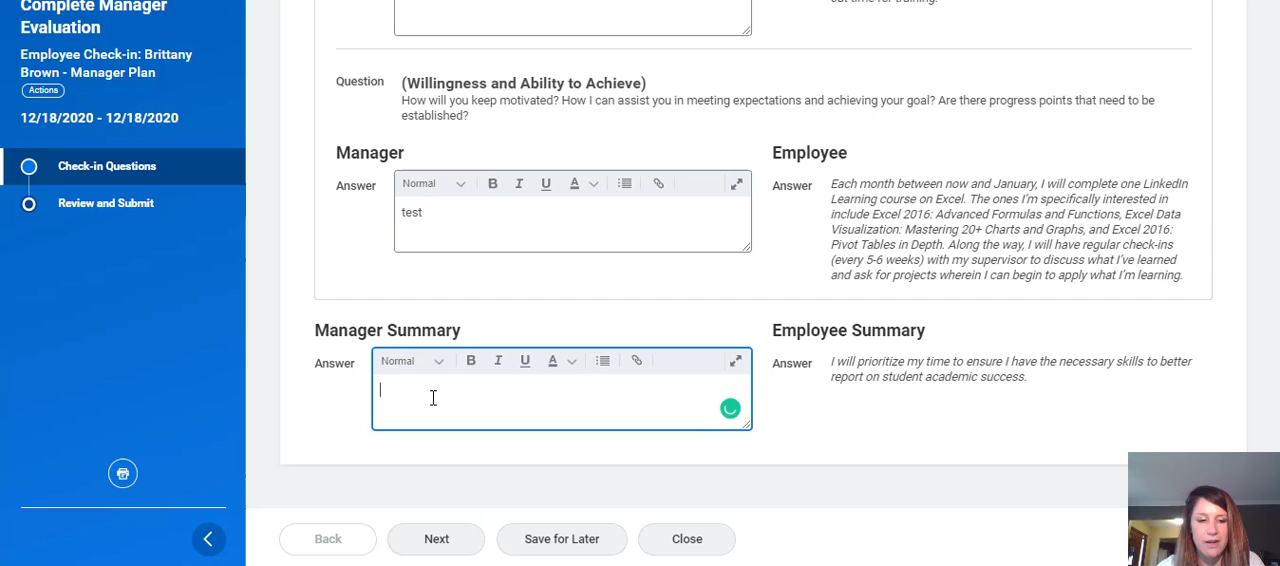 Complete Manager
Evaluation
Employee Check-in: Brittany
Brown - Manager Plan
Actions
12/18/2020 - 12/18/2020
Check-in Questions
Review and Submit
out time for training.
Question
(Willingness and Ability to Achieve)
How will you keep motivated? How I can assist you in meeting expectations and achieving your goal? Are there progress points that need to be
established?
Manager
Answer
Normal
B I U A
test
Employee
Answer
Each month between now and January, I will complete one LinkedIn
Learning course on Excel. The ones I'm specifically interested in
include Excel 2016: Advanced Formulas and Functions, Excel Data
Visualization: Mastering 20+ Charts and Graphs, and Excel 2016:
Pivot Tables in Depth. Along the way, I will have regular check-ins
(every 5-6 weeks) with my supervisor to discuss what I've learned
and ask for projects wherein I can begin to apply what I'm learning.
Manager Summary
Answer
Normal
B I U A
Employee Summary
Answer
I will prioritize my time to ensure I have the necessary skills to better
report on student academic success.
Back
Next
Save for Later
Close